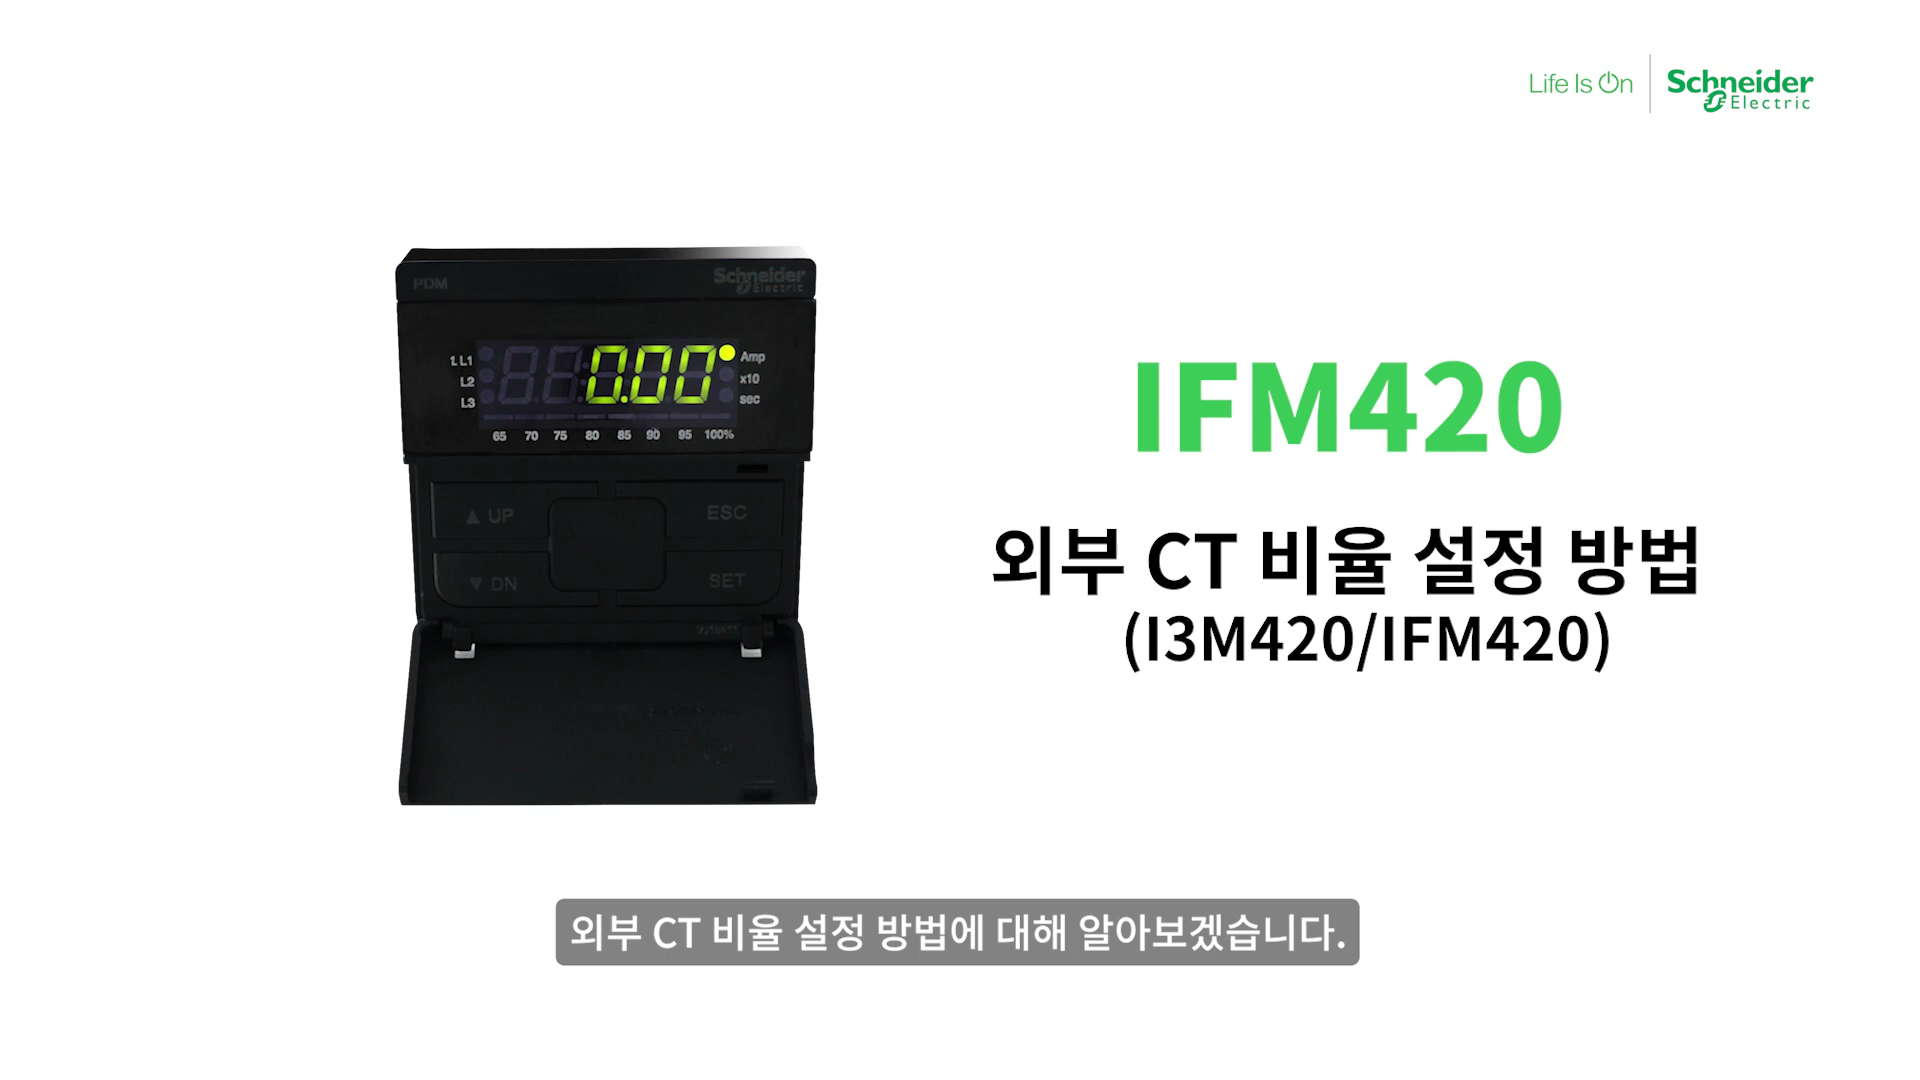 Life Is On
Schneider
Electric
PDM
Schneider
Electric
1. L1
L2
L3
0.00
Amp
x10
sec
65 70 75 80 85 90 95 100%
▲ UP
ESC
▼ DN
SET
IFM420
외부 CT 비율 설정 방법
(I3M420/IFM420)
외부 CT 비율 설정 방법에 대해 알아보겠습니다.